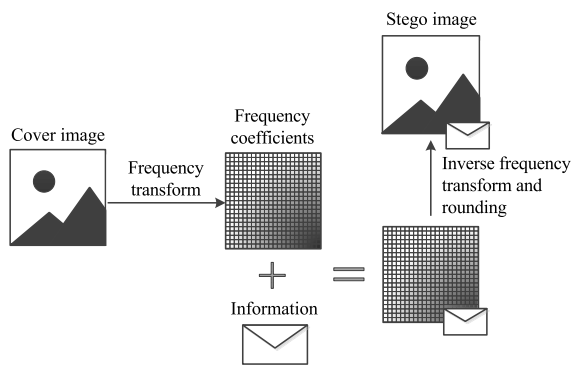 Stego image
Cover image
Frequency
transform
Frequency
coefficients
+
Information
=
Inverse frequency
transform and
rounding